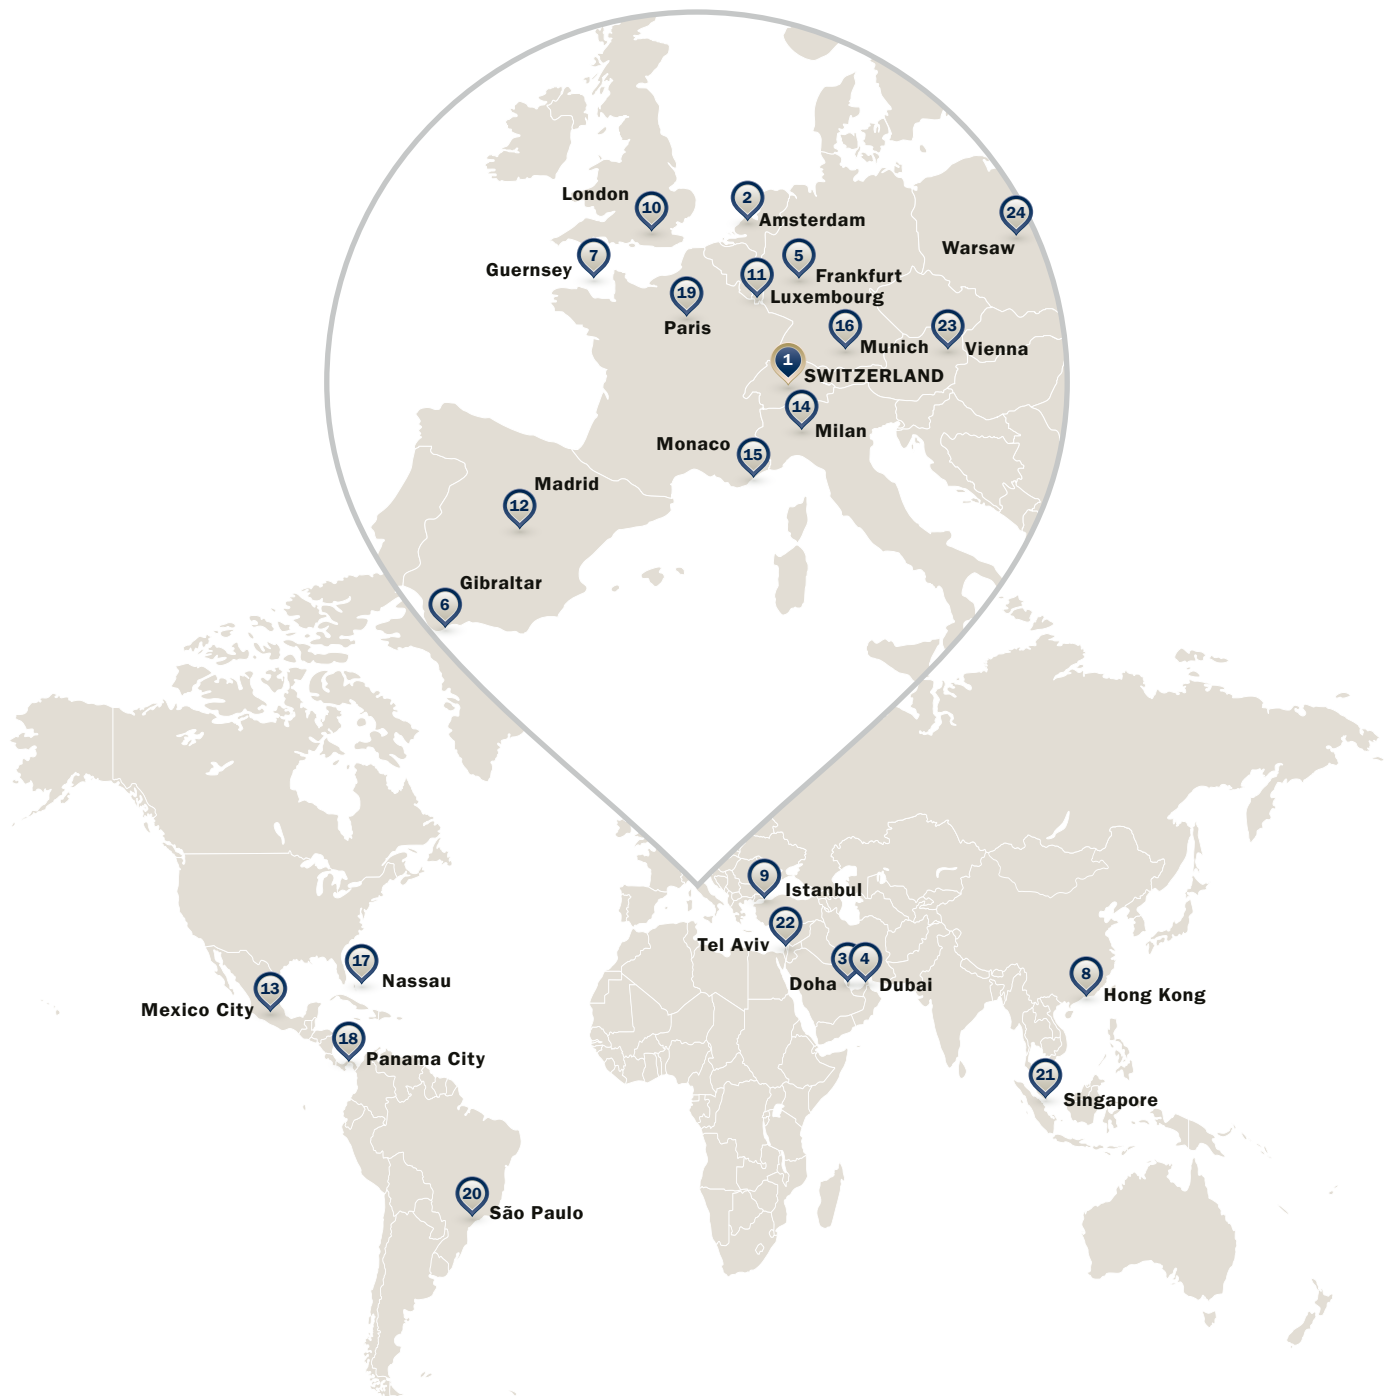 London
10
2
Amsterdam
24
Warsaw
7
Guernsey
5
Frankfurt
11
Luxembourg
19
Paris
16
Munich
23
Vienna
1
SWITZERLAND
14
Milan
Monaco
15
Madrid
12
Gibraltar
6
9
Istanbul
22
Tel Aviv
3
4
Doha
Dubai
17
Nassau
8
Hong Kong
13
Mexico City
18
Panama City
21
Singapore
20
São Paulo